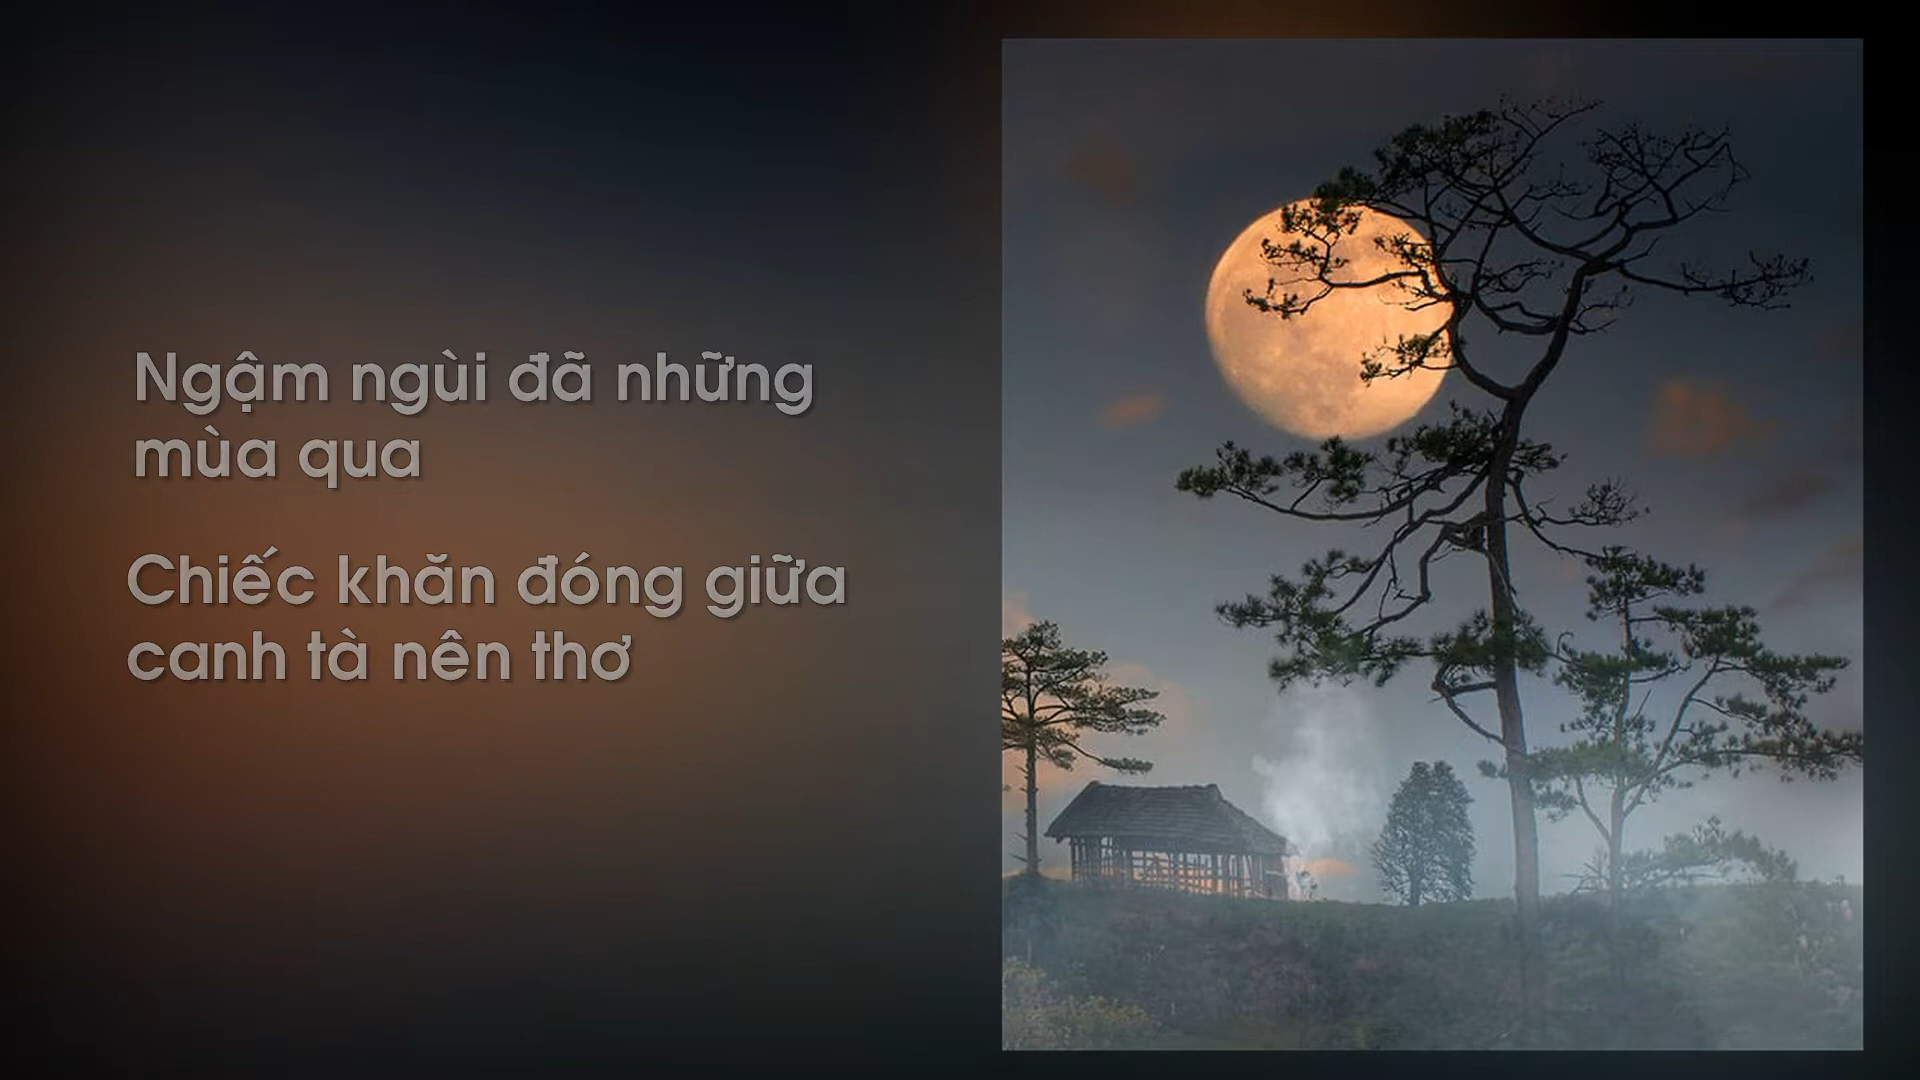 Ngậm ngùi đã những
mùa qua
Chiếc khăn đóng giữa
canh tà nên thơ